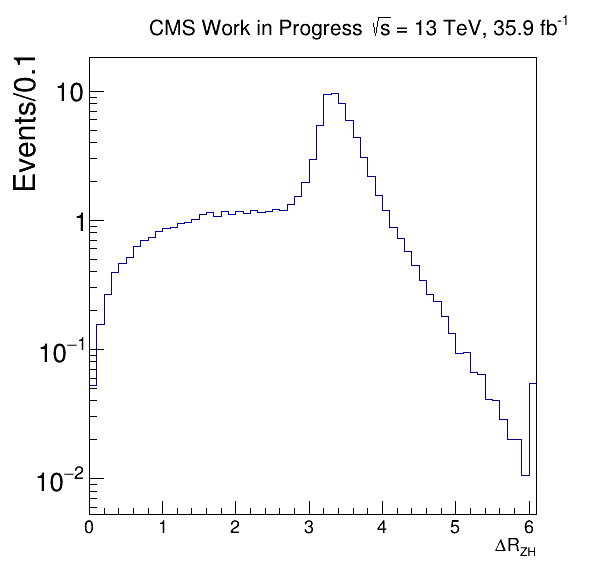 CMS Work in Progress √s = 13 TeV, 35.9 fb⁻¹
Events/0.1
10
1
10⁻¹
10⁻²
0 1 2 3 4 5 6
ΔR_ZH